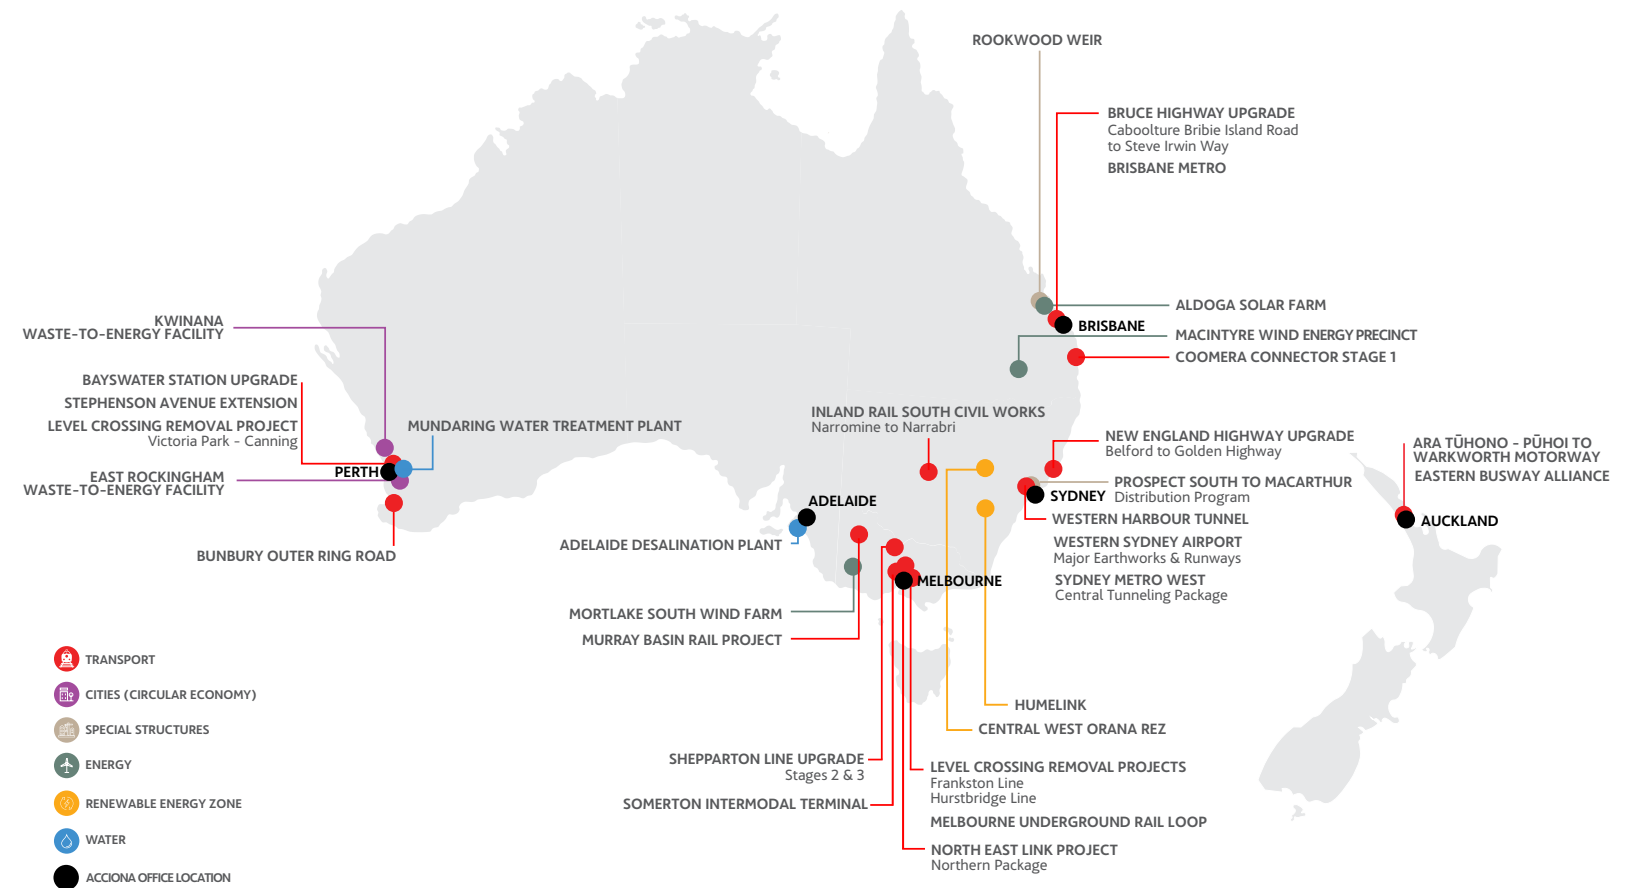 ROOKWOOD WEIR
BRUCE HIGHWAY UPGRADE
Caboolture Bribie Island Road
to Steve Irwin Way
BRISBANE METRO
ALDOGA SOLAR FARM
BRISBANE
MACINTYRE WIND ENERGY PRECINCT
COOMERA CONNECTOR STAGE 1
KWINANA
WASTE-TO-ENERGY FACILITY
BAYSWATER STATION UPGRADE
STEPHENSON AVENUE EXTENSION
LEVEL CROSSING REMOVAL PROJECT
Victoria Park - Canning
MUNDARING WATER TREATMENT PLANT
PERTH
EAST ROCKINGHAM
WASTE-TO-ENERGY FACILITY
BUNBURY OUTER RING ROAD
INLAND RAIL SOUTH CIVIL WORKS
Narromine to Narrabri
NEW ENGLAND HIGHWAY UPGRADE
Belford to Golden Highway
PROSPECT SOUTH TO MACARTHUR
Distribution Program
SYDNEY
WESTERN HARBOUR TUNNEL
WESTERN SYDNEY AIRPORT
Major Earthworks & Runways
SYDNEY METRO WEST
Central Tunneling Package
ARA TŪHONO - PŪHOI TO
WARKWORTH MOTORWAY
EASTERN BUSWAY ALLIANCE
AUCKLAND
ADELAIDE
ADELAIDE DESALINATION PLANT
MELBOURNE
MORTLAKE SOUTH WIND FARM
MURRAY BASIN RAIL PROJECT
HUMELINK
CENTRAL WEST ORANA REZ
SHEPPARTON LINE UPGRADE
Stages 2 & 3
SOMERTON INTERMODAL TERMINAL
LEVEL CROSSING REMOVAL PROJECTS
Frankston Line
Hurstbridge Line
MELBOURNE UNDERGROUND RAIL LOOP
NORTH EAST LINK PROJECT
Northern Package
TRANSPORT
CITIES (CIRCULAR ECONOMY)
SPECIAL STRUCTURES
ENERGY
RENEWABLE ENERGY ZONE
WATER
ACCIONA OFFICE LOCATION